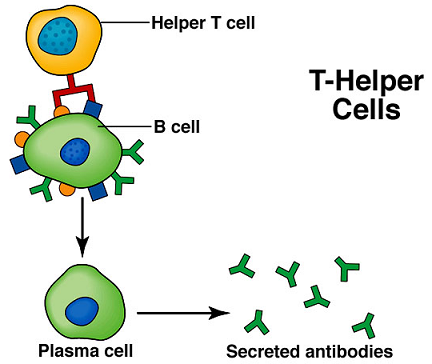 Helper T cell
T-Helper
Cells
B cell
Plasma cell
Secreted antibodies